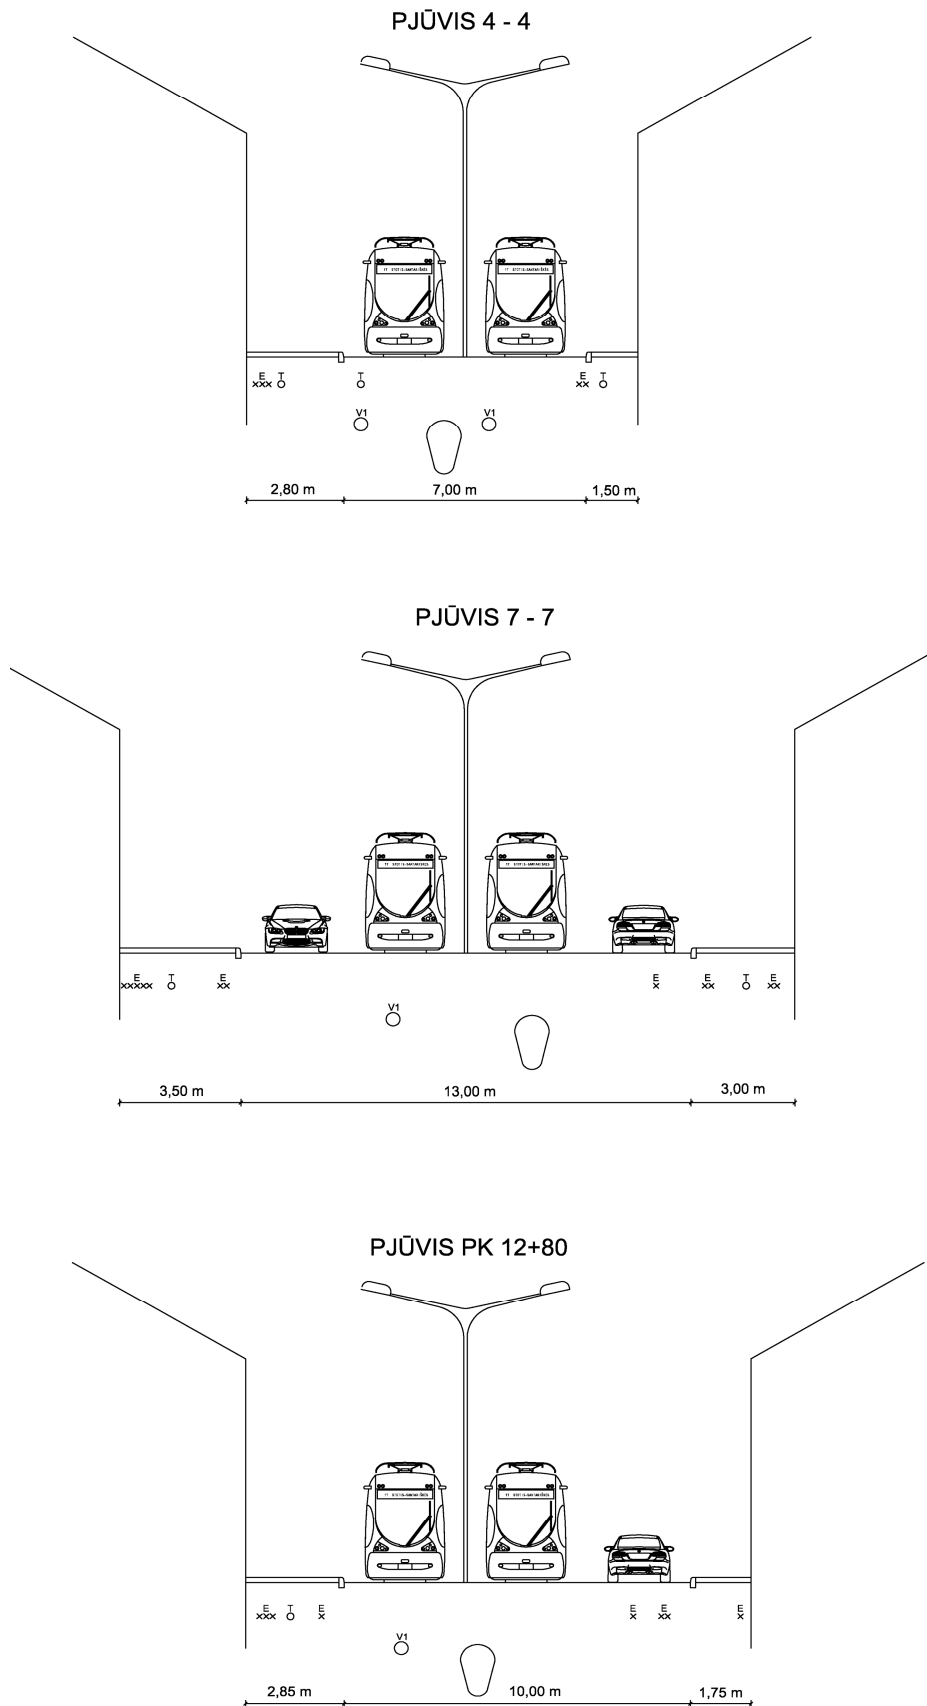 PJŪVIS 4 - 4
E T T E T
xxx xx
V1 V1
2,80 m 7,00 m 1,50 m
PJŪVIS 7 - 7
E T E E E T E
xxxxx xx x xx xx
V1
3,50 m 13,00 m 3,00 m
PJŪVIS PK 12+80
E T E E E E
xxx x x xx x
V1
2,85 m 10,00 m 1,75 m